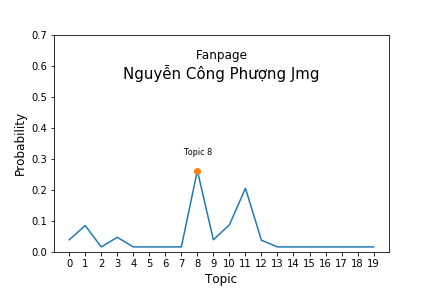 Fanpage
Nguyễn Công Phượng Jmg
Topic 8
Probability
0.7
0.6
0.5
0.4
0.3
0.2
0.1
0.0
0 1 2 3 4 5 6 7 8 9 10 11 12 13 14 15 16 17 18 19
Topic